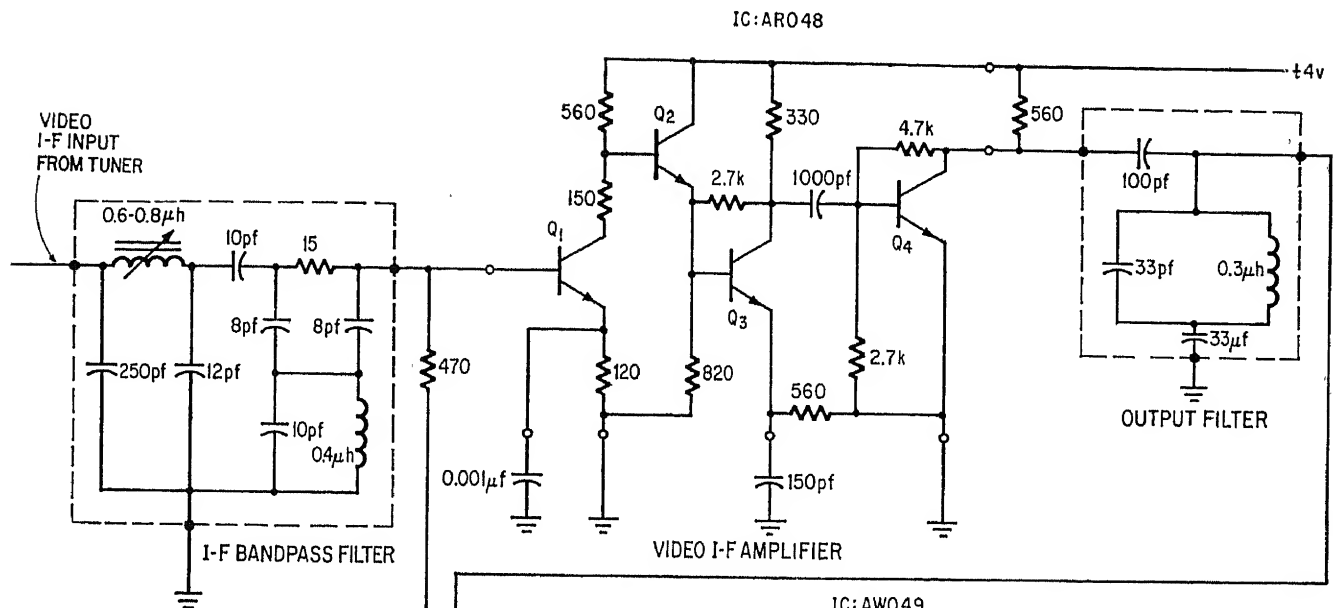 IC:AR048
+4v
560
Q2
330
4.7k
560
VIDEO
I-F INPUT
FROM TUNER
0.6-0.8μh
10pf
15
150
2.7k
1000pf
100pf
Q1
Q4
33pf
0.3μh
8pf
8pf
Q3
33μf
250pf
12pf
470
120
820
2.7k
560
10pf
0.4μh
OUTPUT FILTER
0.001μf
150pf
I-F BANDPASS FILTER
VIDEO I-F AMPLIFIER
IC:AW049